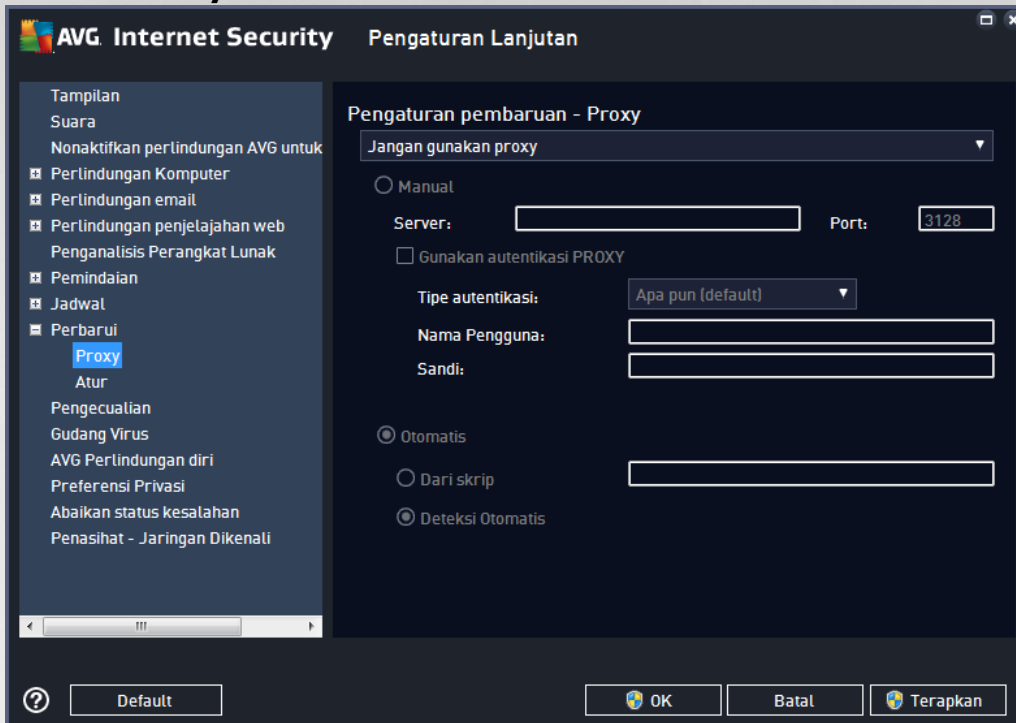 AVG Internet Security Pengaturan Lanjutan
Tampilan
Suara
Nonaktifkan perlindungan AVG untuk
Perlindungan Komputer
Perlindungan email
Perlindungan penjelajahan web
Penganalisis Perangkat Lunak
Pemindaian
Jadwal
Perbarui
Proxy
Atur
Pengecualian
Gudang Virus
AVG Perlindungan diri
Preferensi Privasi
Abaikan status kesalahan
Penasihat - Jaringan Dikenali
Pengaturan pembaruan - Proxy
Jangan gunakan proxy
Manual
Server: Port: 3128
Gunakan autentikasi PROXY
Tipe autentikasi: Apa pun (default)
Nama Pengguna:
Sandi:
Otomatis
Dari skrip
Deteksi Otomatis
? Default OK Batal Terapkan